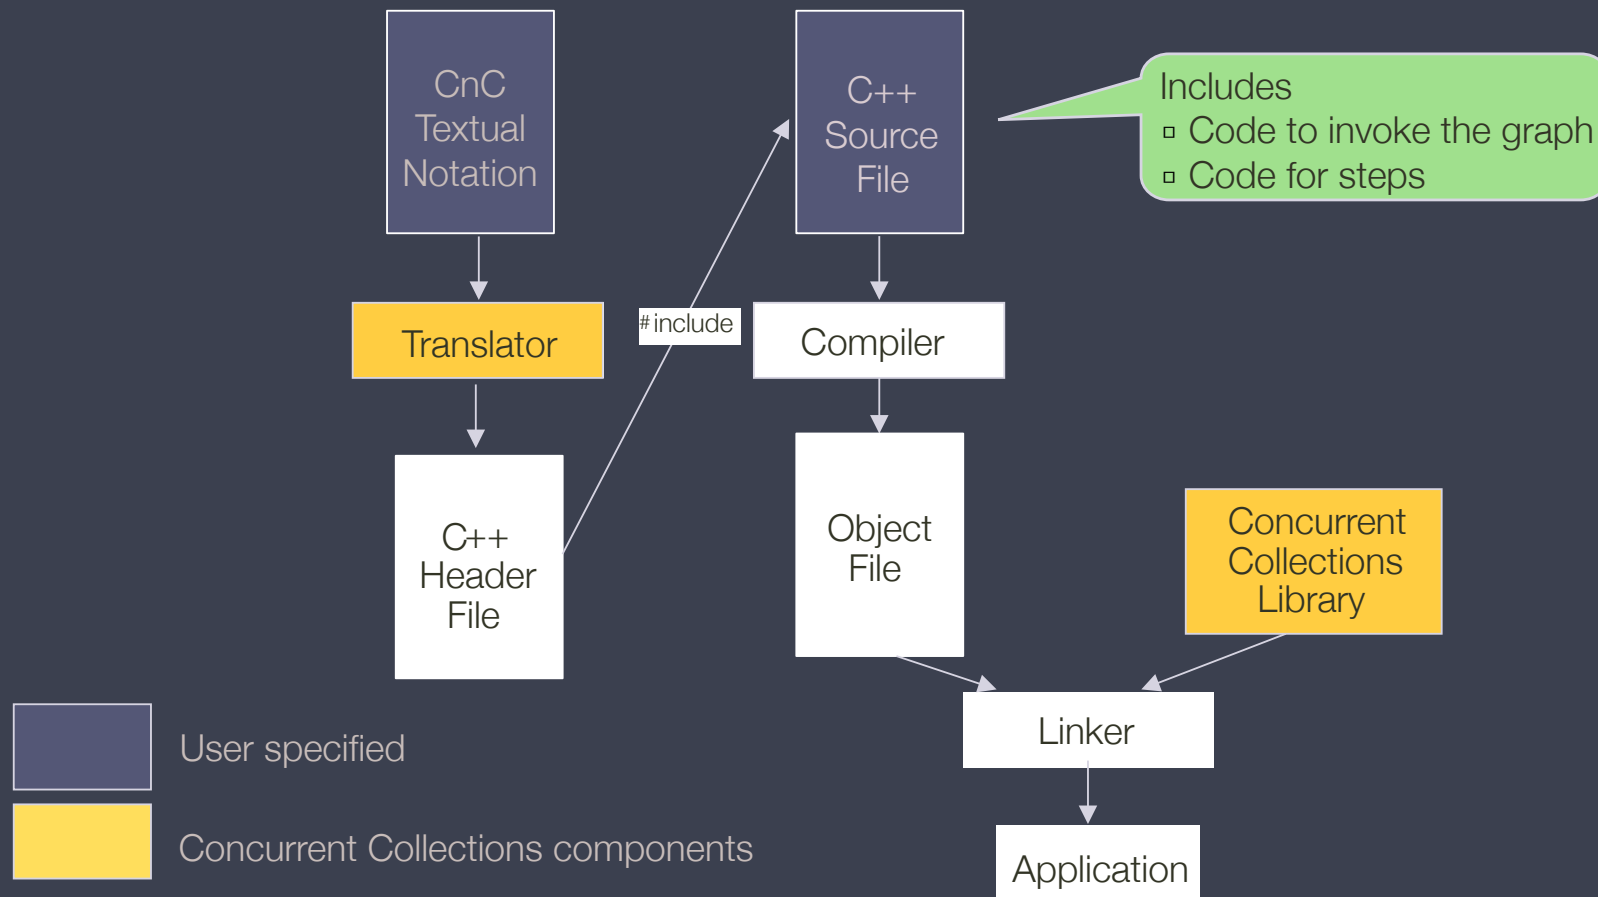 CnC
Textual
Notation
C++
Source
File
Includes
▫ Code to invoke the graph
▫ Code for steps
Translator
#include
Compiler
C++
Header
File
Object
File
Concurrent
Collections
Library
Linker
Application
User specified
Concurrent Collections components